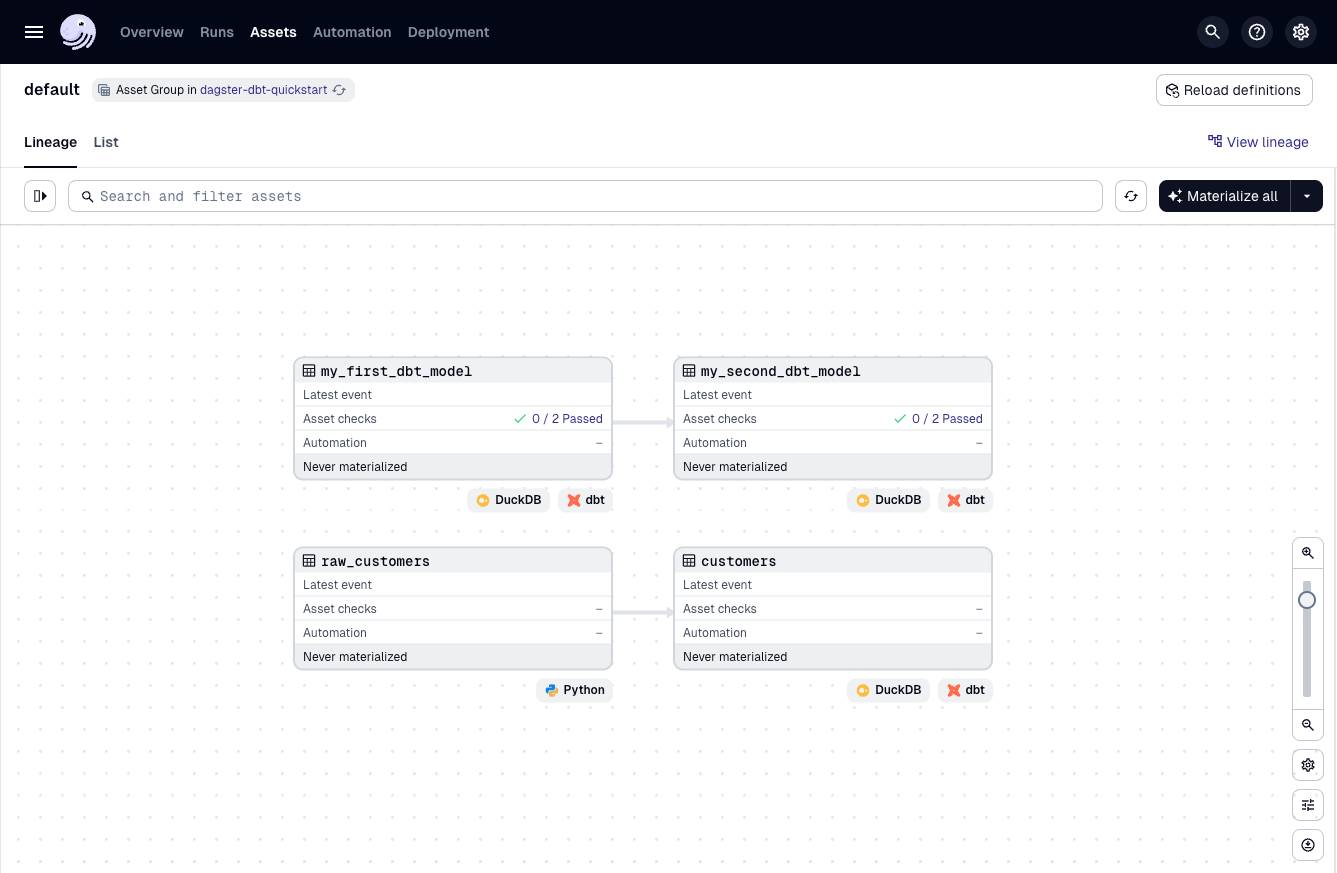 Overview Runs Assets Automation Deployment
default Asset Group in dagster-dbt-quickstart Reload definitions
Lineage List View lineage
Search and filter assets Materialize all
my_first_dbt_model
Latest event
Asset checks 0 / 2 Passed
Automation –
Never materialized
DuckDB dbt
my_second_dbt_model
Latest event
Asset checks 0 / 2 Passed
Automation –
Never materialized
DuckDB dbt
raw_customers
Latest event
Asset checks –
Automation –
Never materialized
Python
customers
Latest event
Asset checks –
Automation –
Never materialized
DuckDB dbt